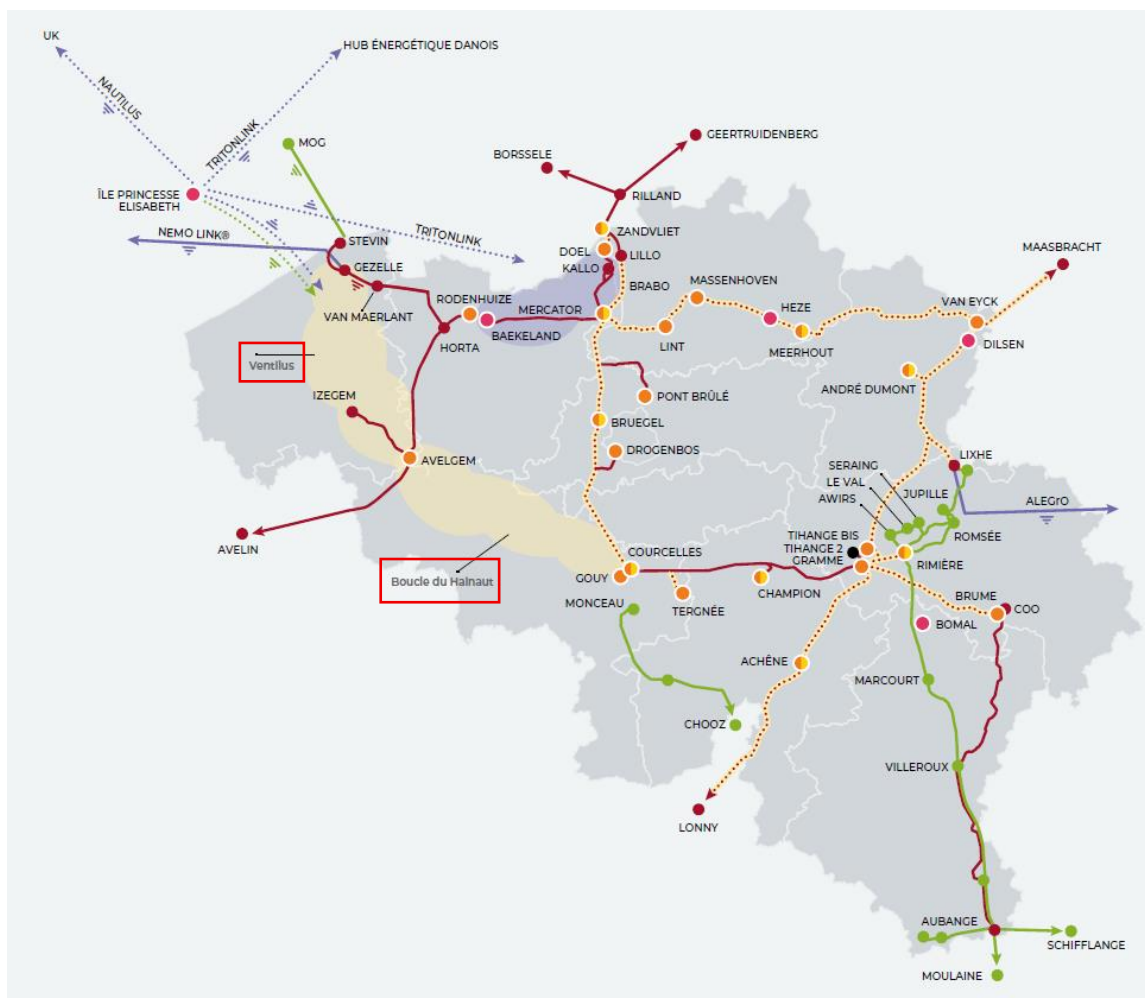 UK
HUB ÉNERGÉTIQUE DANOIS
NAUTILUS
TRITONLINK
MOG
GEERTRUIDENBERG
BORSSELE
ÎLE PRINCESSE
ELISABETH
RILLAND
NEMO LINK®
TRITONLINK
STEVIN
ZANDVLIET
DOEL
LILLO
MAASBRACHT
GEZELLE
KALLO
MASSENHOVEN
BRABO
RODENHUIZE
MERCATOR
HEZE
VAN EYCK
VAN MAERLANT
BAEKELAND
HORTA
LINT
MEERHOUT
DILSEN
Ventilus
ANDRÉ DUMONT
IZEGEM
PONT BRÛLÉ
BRUEGEL
DROGENBOS
AVELGEM
LIXHE
SERAING
LE VAL
JUPILLE
AWIRS
ALEGrO
AVELIN
TIHANGE BIS
ROMSÉE
TIHANGE 2
COURCELLES
GRAMME
RIMIÈRE
Boucle du Hainaut
GOUY
CHAMPION
BRUME
MONCEAU
TERGNÉE
COO
BOMAL
ACHÊNE
MARCOURT
CHOOZ
VILLEROUX
LONNY
AUBANGE
SCHIFFLANGE
MOULAINE